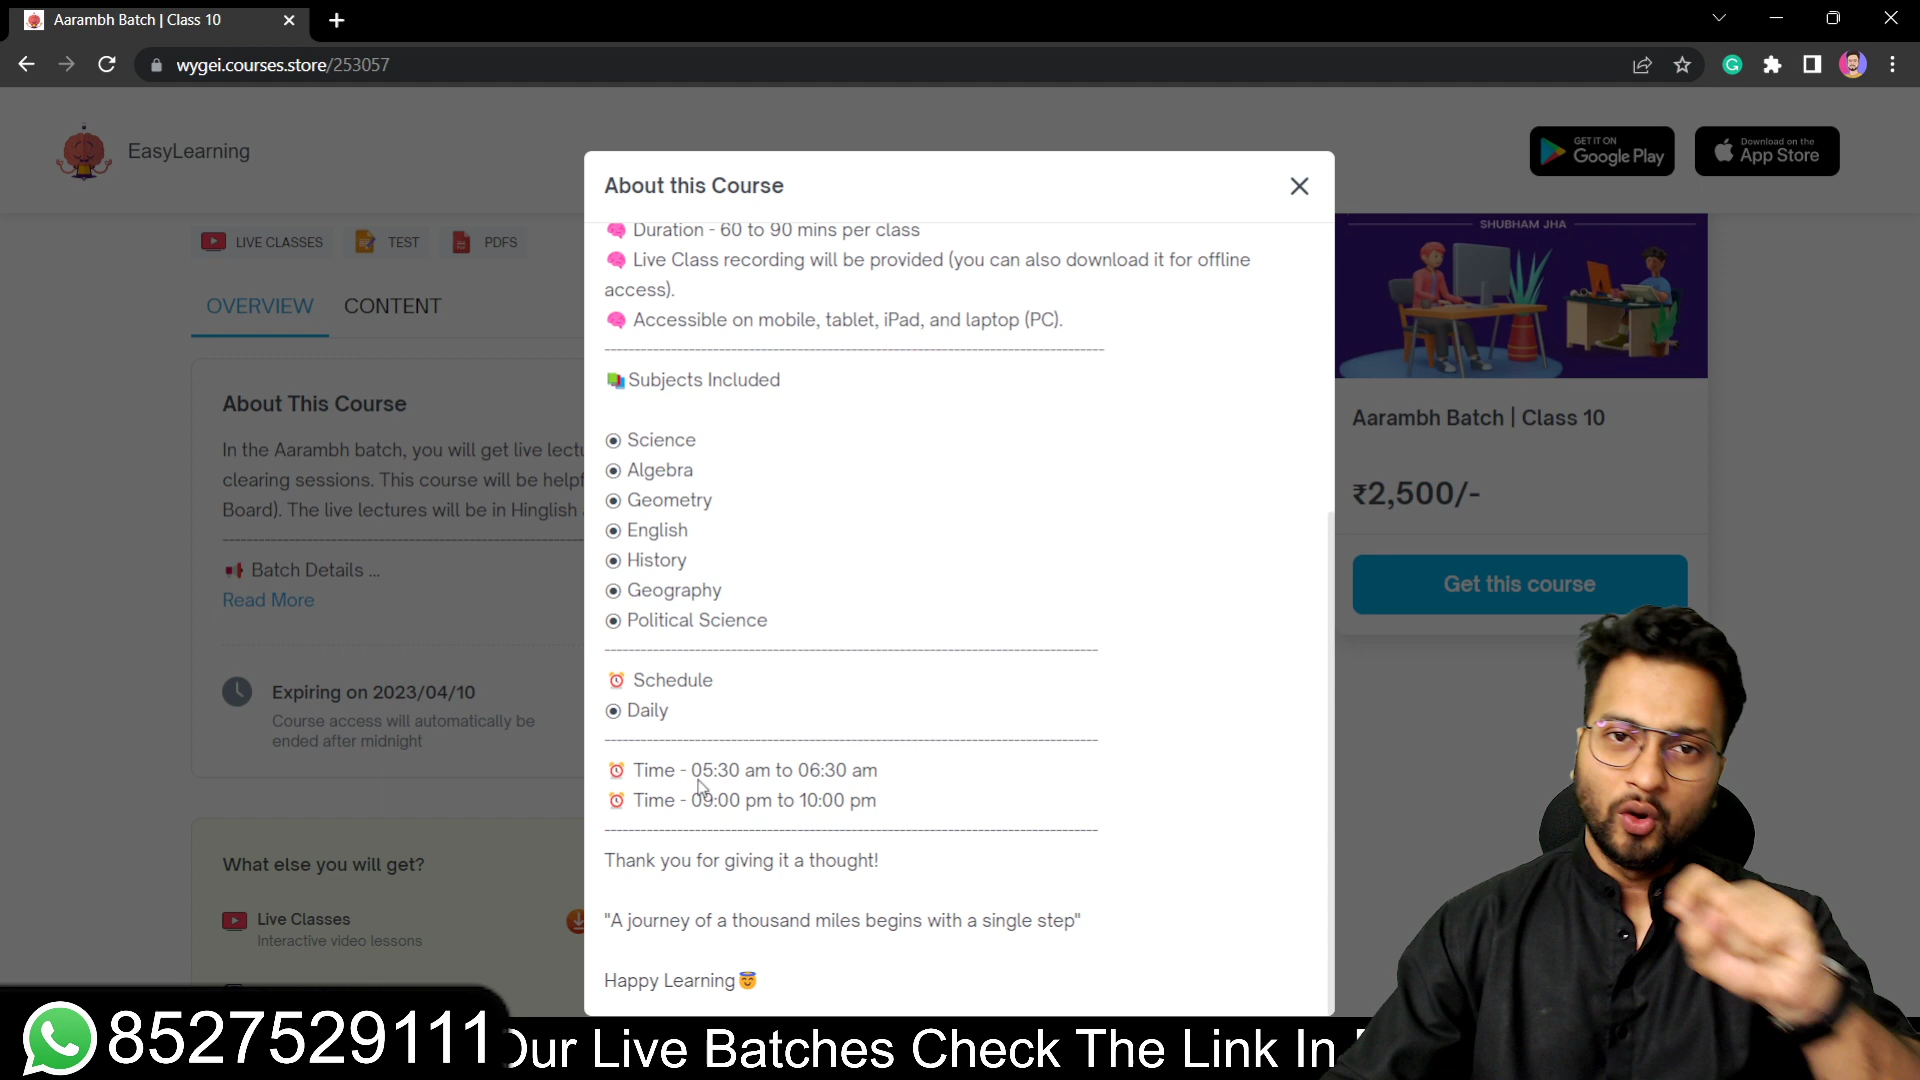 Aarambh Batch | Class 10
wygei.courses.store/253057
EasyLearning
GET IT ON
Google Play
Download on the
App Store
LIVE CLASSES
TEST
PDFS
OVERVIEW
CONTENT
About This Course
In the Aarambh batch, you will get live
clearing sessions. This course will be
Board). The live lectures will be in Hinglish
Batch Details ...
Read More
Expiring on 2023/04/10
Course access will automatically be
ended after midnight
What else you will get?
Live Classes
Interactive video lessons
About this Course
Duration - 60 to 90 mins per class
Live Class recording will be provided (you can also download it for offline
access).
Accessible on mobile, tablet, iPad, and laptop (PC).
Subjects Included
Science
Algebra
Geometry
English
History
Geography
Political Science
Schedule
Daily
Time - 05:30 am to 06:30 am
Time - 09:00 pm to 10:00 pm
Thank you for giving it a thought!
"A journey of a thousand miles begins with a single step"
Happy Learning
SHUBHAM JHA
Aarambh Batch | Class 10
₹2,500/-
Get this course
8527529111
Our Live Batches Check The Link In